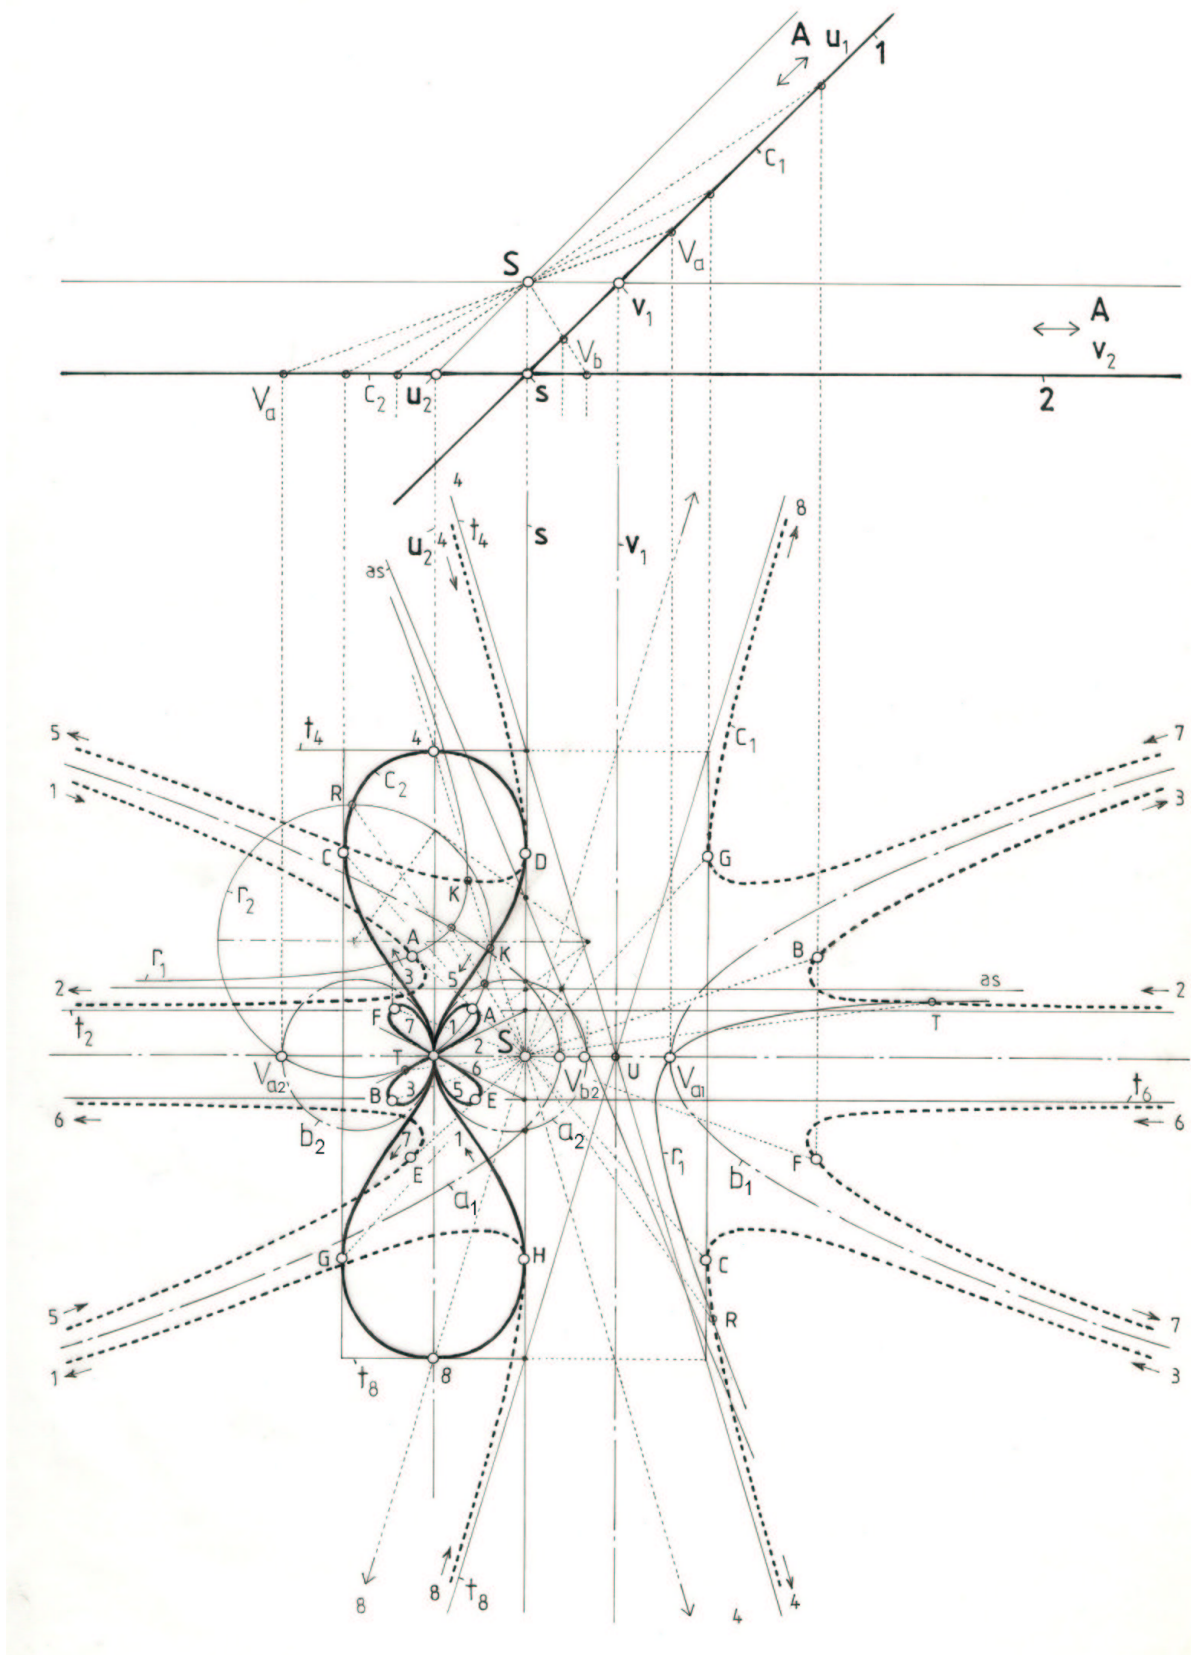 A u₁ 1
C₁
S
Vₐ
v₁
A
v₂
V_b
Vₐ C₂ u₂ s 2
4
u₂ 4 t₄ s v₁ 8
as
5 t₄ 4 C₁ 7
R C₂
1 3
C D G
r₂ K
A K B
r₁ 3 5
2 as 2
t₂ F 7 1 A T
2
T S
Vₐ₂ 6 V_b2 U Vₐ₁
B 3 5 E t₆
6 b₂ a₂ 6
7 1
E r₁ b₁ F
a₁
G H C
5 R 7
1 t₈ 8 3
8 8 t₈ 4 4